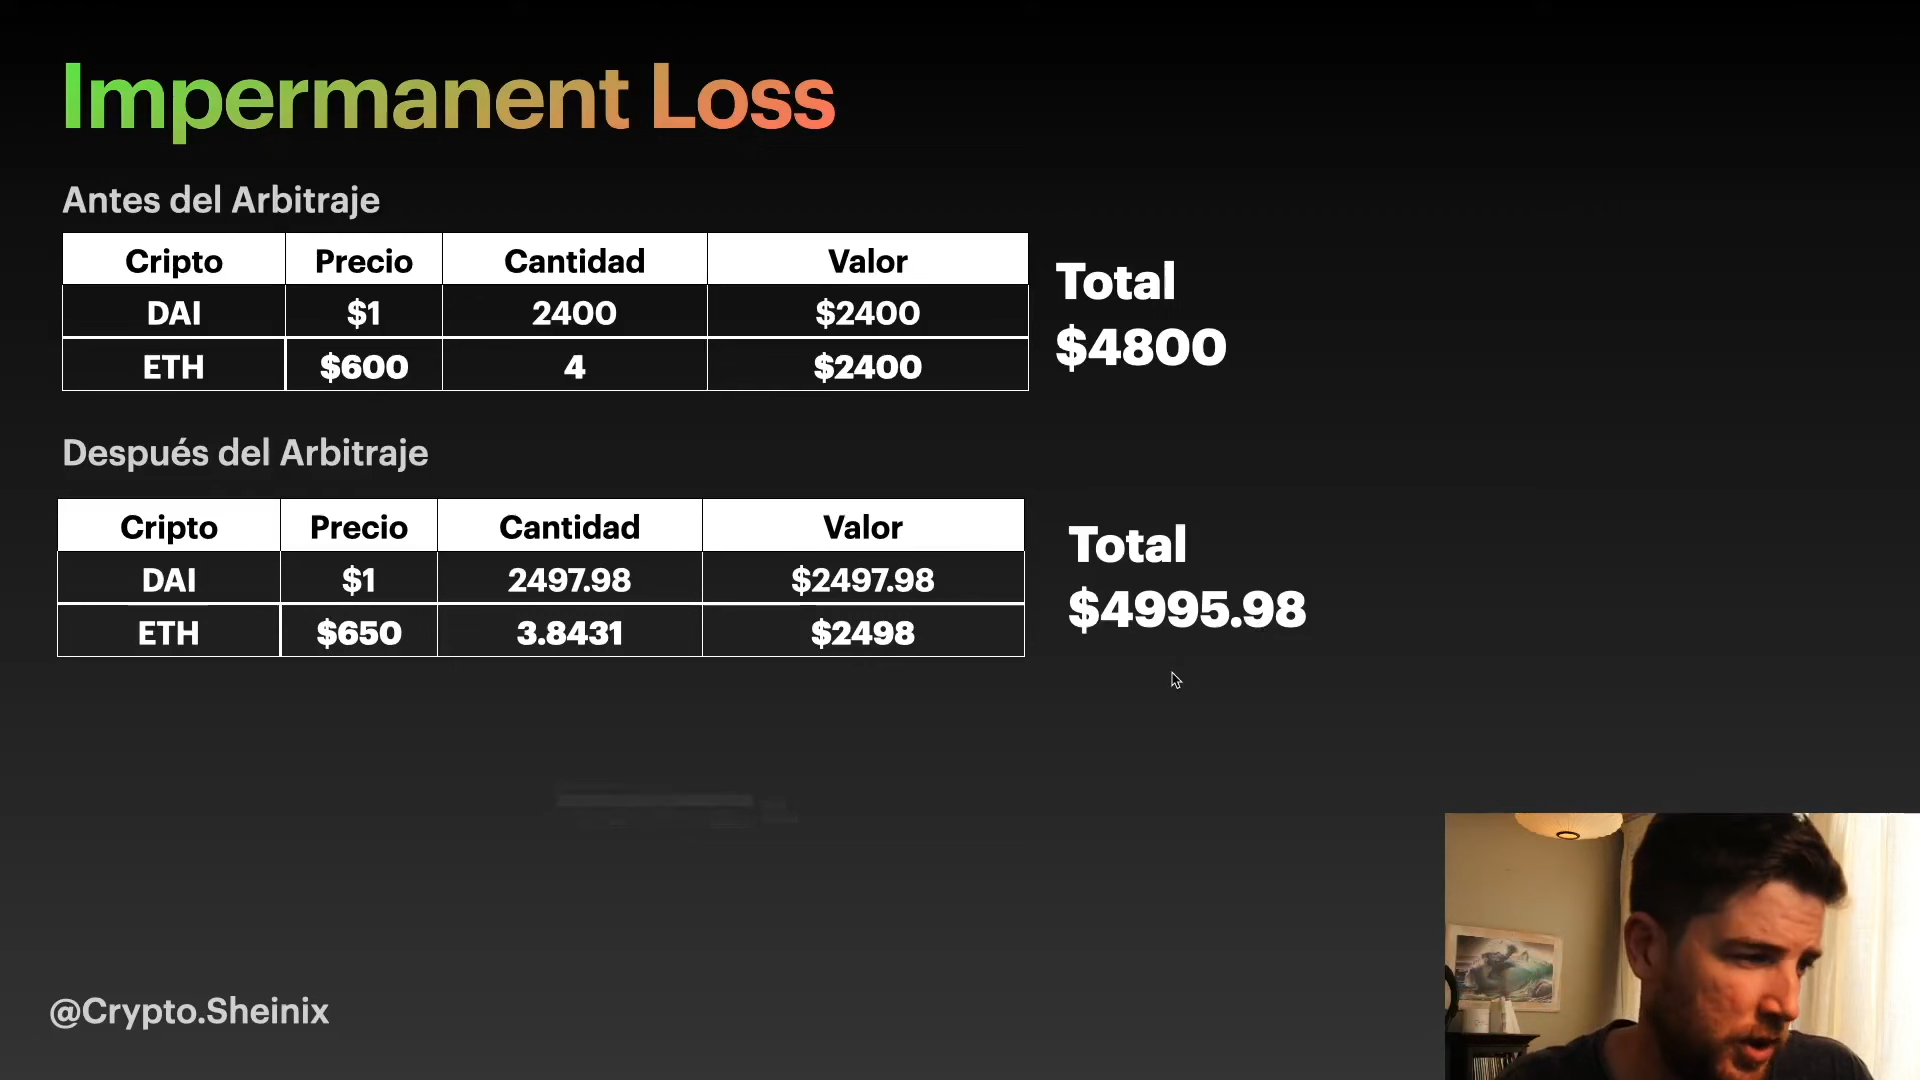 Impermanent Loss
Antes del Arbitraje
Cripto Precio Cantidad Valor
DAI $1 2400 $2400
ETH $600 4 $2400
Total
$4800
Después del Arbitraje
Cripto Precio Cantidad Valor
DAI $1 2497.98 $2497.98
ETH $650 3.8431 $2498
Total
$4995.98
@Crypto.Sheinix